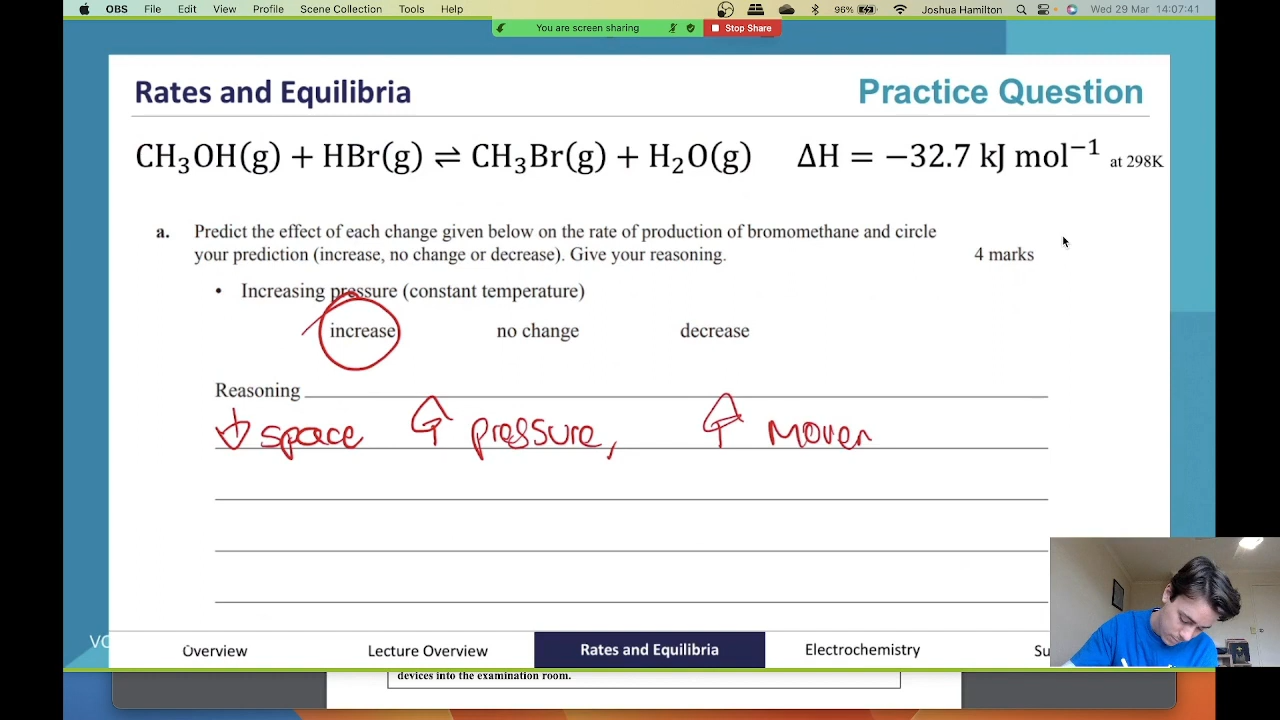 OBS File Edit View Profile Scene Collection Tools Help 96% Joshua Hamilton Wed 29 Mar 14:07:41
You are screen sharing Stop Share
Rates and Equilibria Practice Question
CH₃OH(g) + HBr(g) ⇌ CH₃Br(g) + H₂O(g) ΔH = −32.7 kJ mol⁻¹ at 298K
a. Predict the effect of each change given below on the rate of production of bromomethane and circle
your prediction (increase, no change or decrease). Give your reasoning. 4 marks
• Increasing pressure (constant temperature)
increase no change decrease
Reasoning
↓ space ↑ pressure, ↑ movem
Overview Lecture Overview Rates and Equilibria Electrochemistry Su
devices into the examination room.